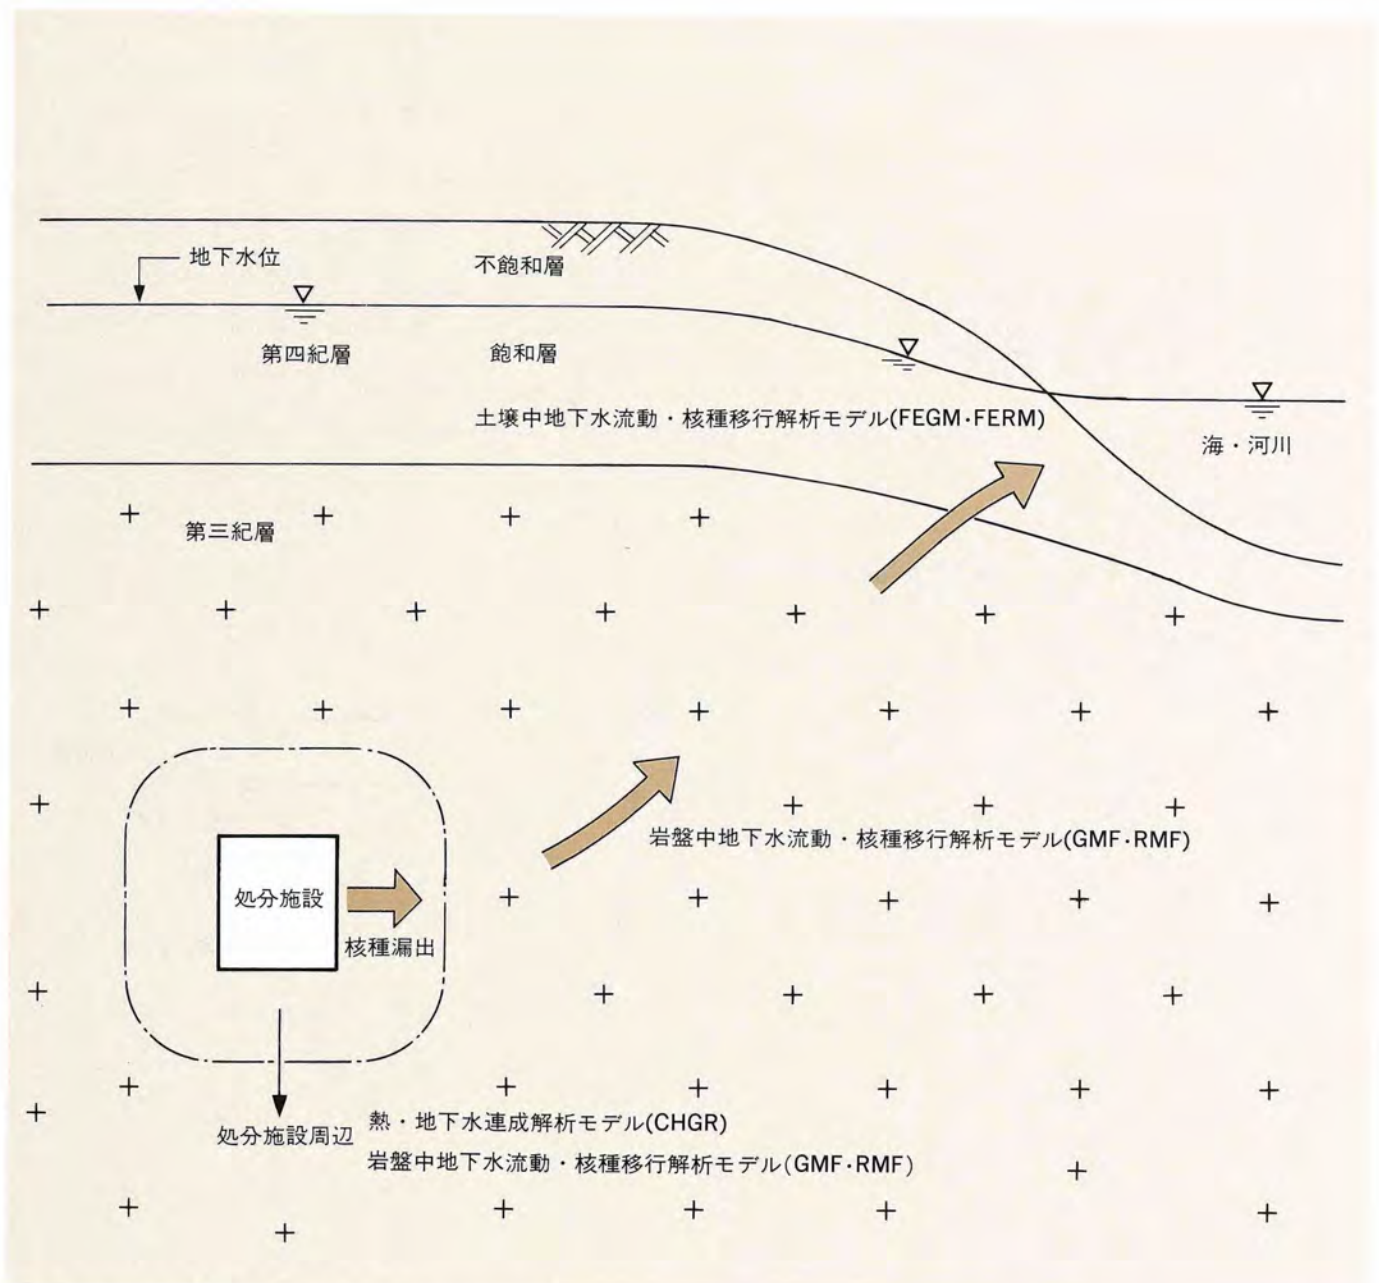 地下水位
不飽和層
第四紀層
飽和層
土壌中地下水流動・核種移行解析モデル(FEGM・FERM)
海・河川
第三紀層
岩盤中地下水流動・核種移行解析モデル(GMF・RMF)
処分施設
核種漏出
処分施設周辺
熱・地下水連成解析モデル(CHGR)
岩盤中地下水流動・核種移行解析モデル(GMF・RMF)